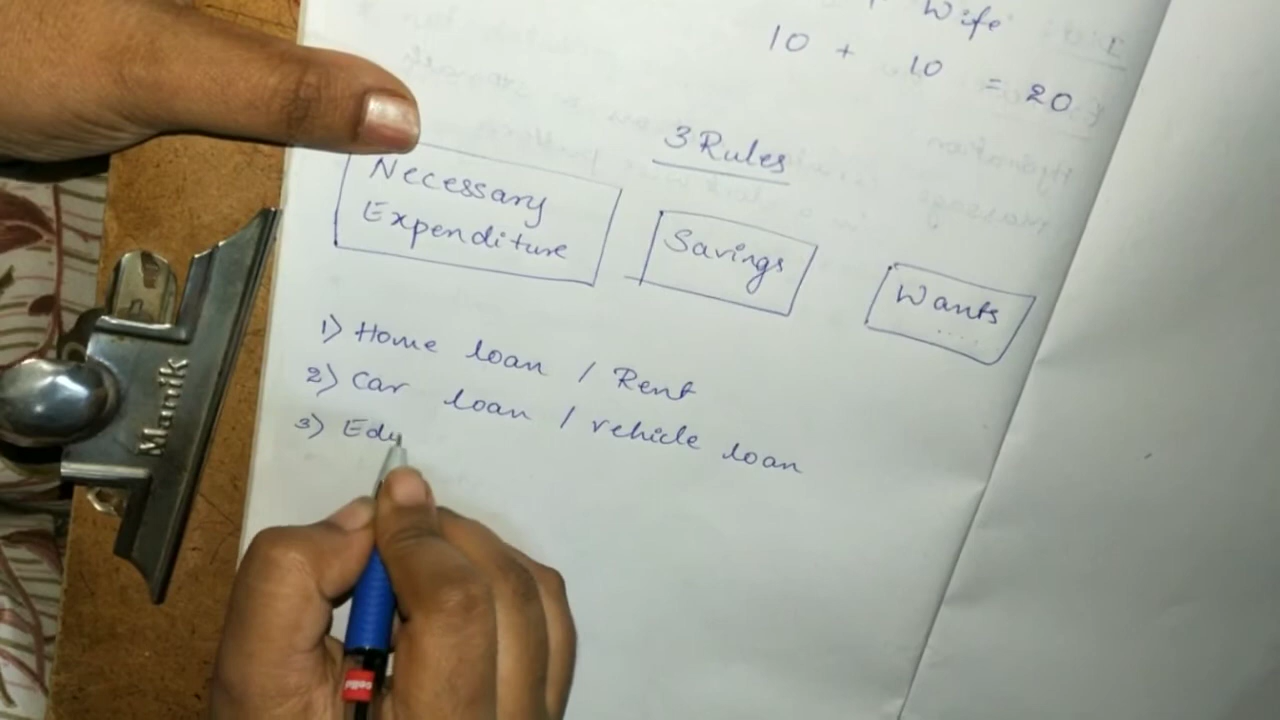 Wife
10 + 10 = 20
3 Rules
Necessary
Expenditure
Savings
Wants
1) Home loan / Rent
2) Car loan / vehicle loan
3) Edu
Manik
cello